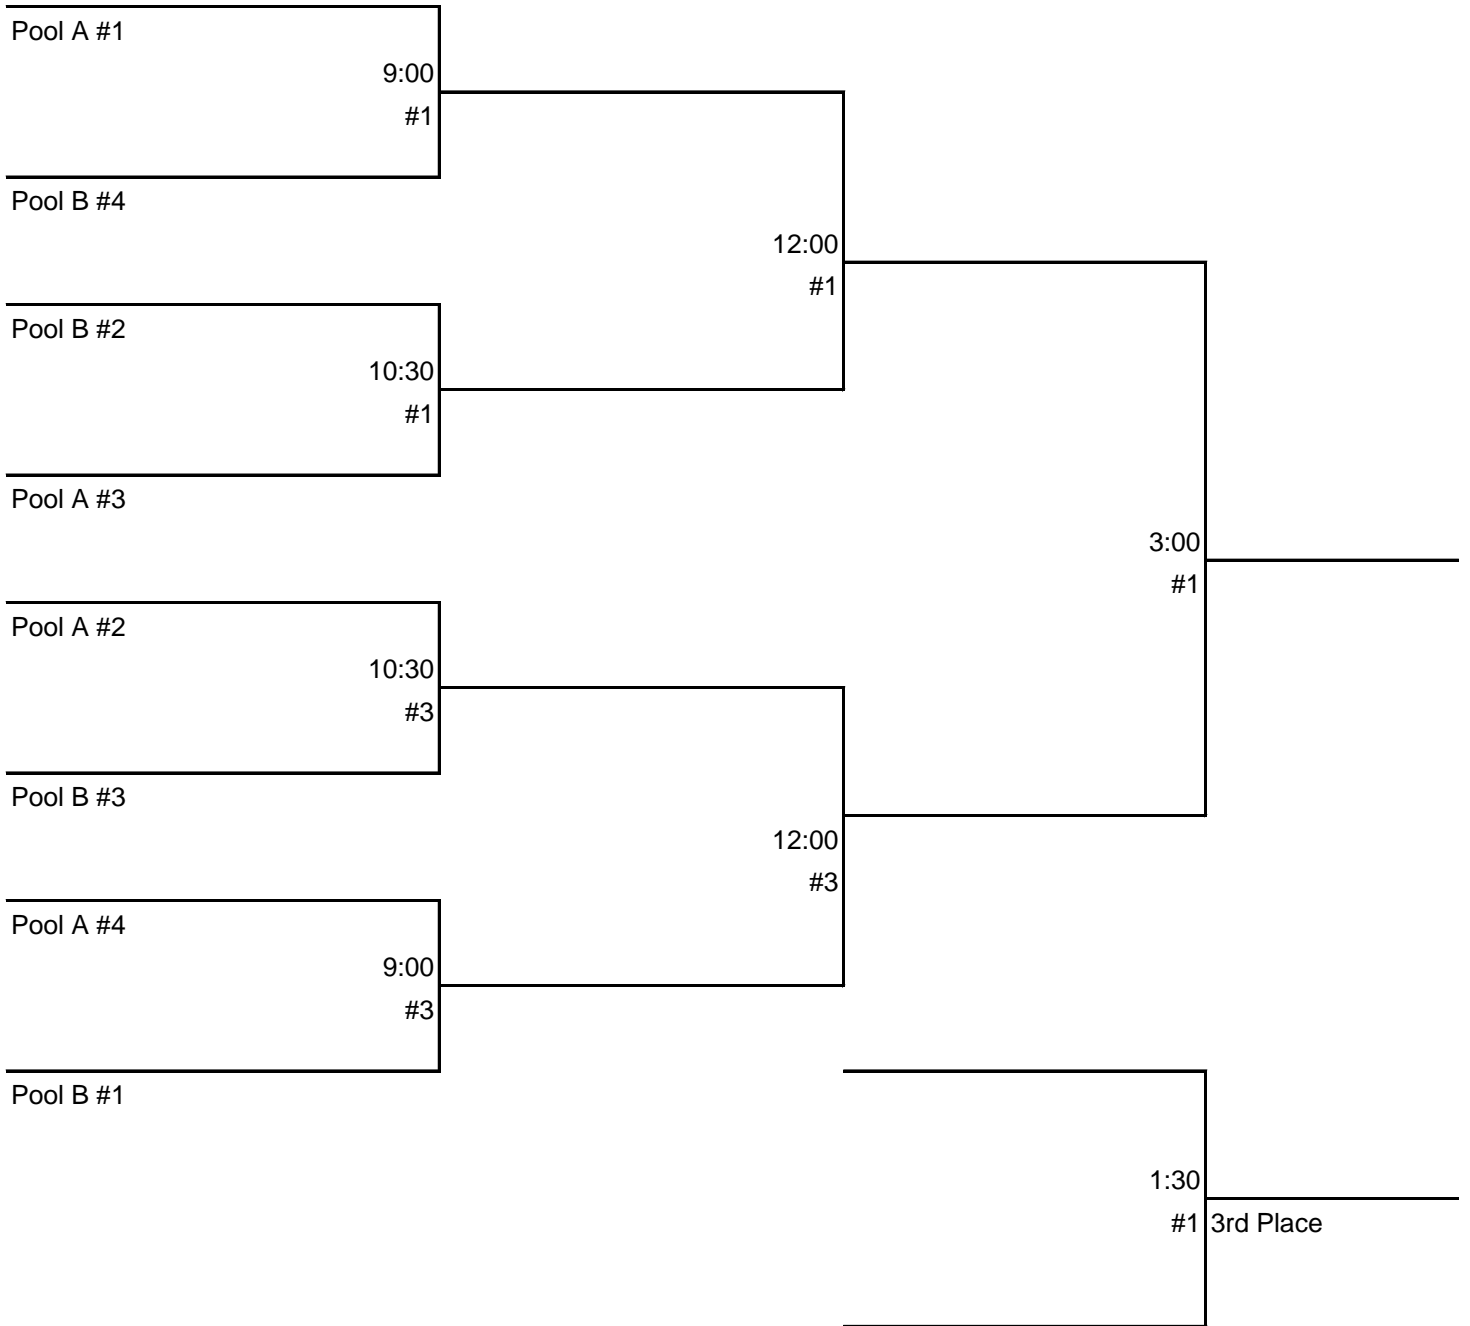 Pool A #1
9:00
#1
Pool B #4
12:00
#1
Pool B #2
10:30
#1
Pool A #3
3:00
#1
Pool A #2
10:30
#3
Pool B #3
12:00
#3
Pool A #4
9:00
#3
Pool B #1
1:30
#1 3rd Place